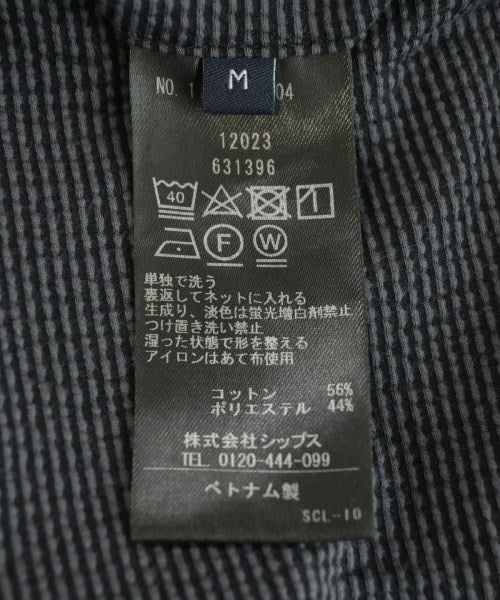 M
NO. 1 04
12023
631396
40
F W
単独で洗う
裏返してネットに入れる
生成り、淡色は蛍光増白剤禁止
つけ置き洗い禁止
湿った状態で形を整える
アイロンはあて布使用
コットン 56%
ポリエステル 44%
株式会社シップス
TEL. 0120-444-099
ベトナム製
SCL-10